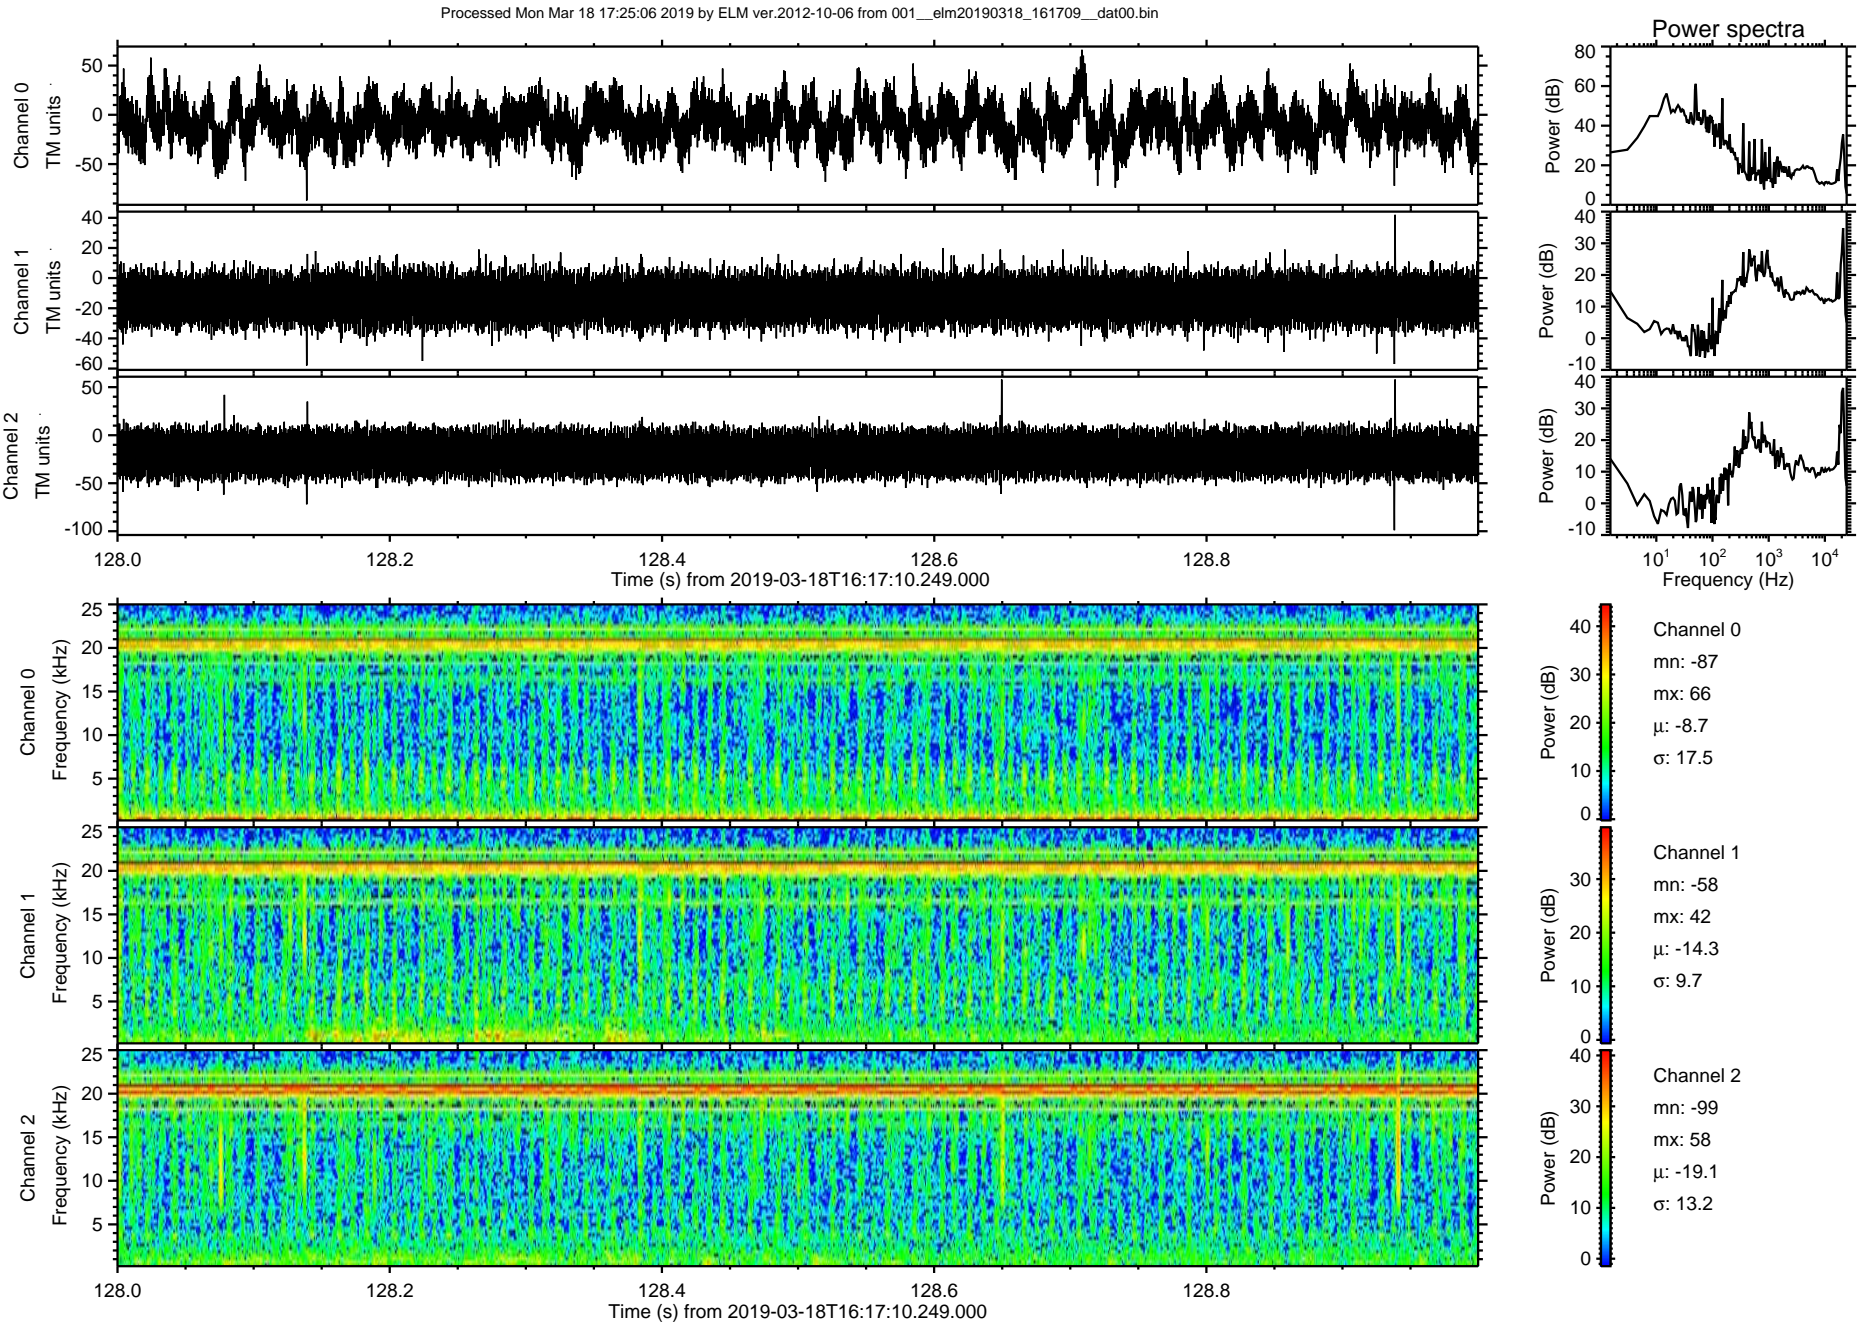 Processed Mon Mar 18 17:25:06 2019 by ELM ver.2012-10-06 from 001__elm20190318_161709__dat00.bin
Power spectra
Channel 0
TM units
50
0
-50
Power (dB)
80
60
40
20
0
Channel 1
TM units
40
20
0
-20
-40
-60
Power (dB)
40
30
20
10
0
-10
Channel 2
TM units
50
0
-50
-100
Power (dB)
40
30
20
10
0
-10
128.0 128.2 128.4 128.6 128.8
Time (s) from 2019-03-18T16:17:10.249.000
10¹ 10² 10³ 10⁴
Frequency (Hz)
Channel 0
Frequency (kHz)
25
20
15
10
5
Power (dB)
40
30
20
10
0
Channel 0
mn: -87
mx: 66
μ: -8.7
σ: 17.5
Channel 1
Frequency (kHz)
25
20
15
10
5
Power (dB)
30
20
10
0
Channel 1
mn: -58
mx: 42
μ: -14.3
σ: 9.7
Channel 2
Frequency (kHz)
25
20
15
10
5
Power (dB)
40
30
20
10
0
Channel 2
mn: -99
mx: 58
μ: -19.1
σ: 13.2
128.0 128.2 128.4 128.6 128.8
Time (s) from 2019-03-18T16:17:10.249.000